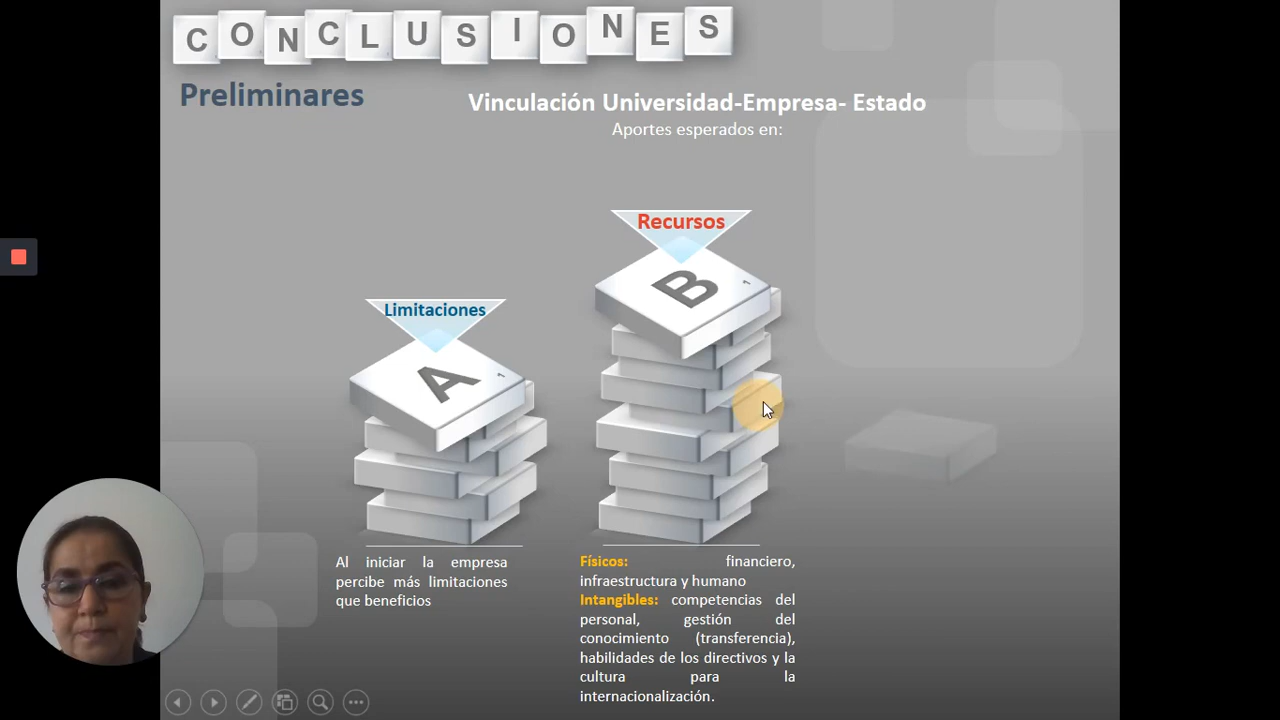 CONCLUSIONES
Preliminares
Vinculación Universidad-Empresa- Estado
Aportes esperados en:
Recursos
B
1
Limitaciones
A
1
Al iniciar la empresa
percibe más limitaciones
que beneficios
Físicos: financiero,
infraestructura y humano
Intangibles: competencias del
personal, gestión del
conocimiento (transferencia),
habilidades de los directivos y la
cultura para la
internacionalización.